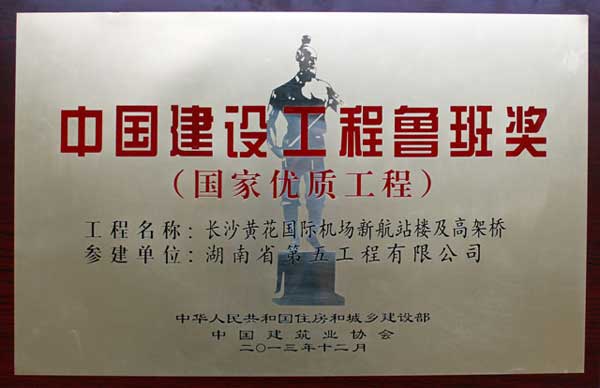 中国建设工程鲁班奖
（国家优质工程）
工程名称：长沙黄花国际机场新航站楼及高架桥
参建单位：湖南省第五工程有限公司
中华人民共和国住房和城乡建设部
中国建筑业协会
二〇一三年十二月